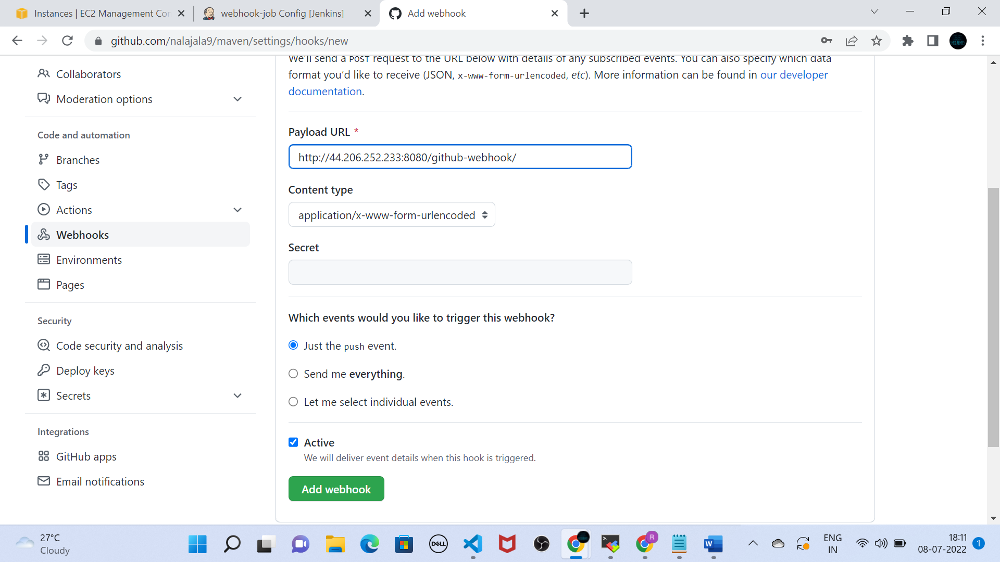 Instances | EC2 Management Con
webhook-job Config [Jenkins]
Add webhook
github.com/nalajala9/maven/settings/hooks/new
Collaborators
Moderation options
Code and automation
Branches
Tags
Actions
Webhooks
Environments
Pages
Security
Code security and analysis
Deploy keys
Secrets
Integrations
GitHub apps
Email notifications
We'll send a POST request to the URL below with details of any subscribed events. You can also specify which data
format you'd like to receive (JSON, x-www-form-urlencoded, etc). More information can be found in our developer
documentation.
Payload URL *
http://44.206.252.233:8080/github-webhook/
Content type
application/x-www-form-urlencoded
Secret
Which events would you like to trigger this webhook?
Just the push event.
Send me everything.
Let me select individual events.
Active
We will deliver event details when this hook is triggered.
Add webhook
27°C
Cloudy
DELL
R
W
ENG
IN
18:11
08-07-2022
1